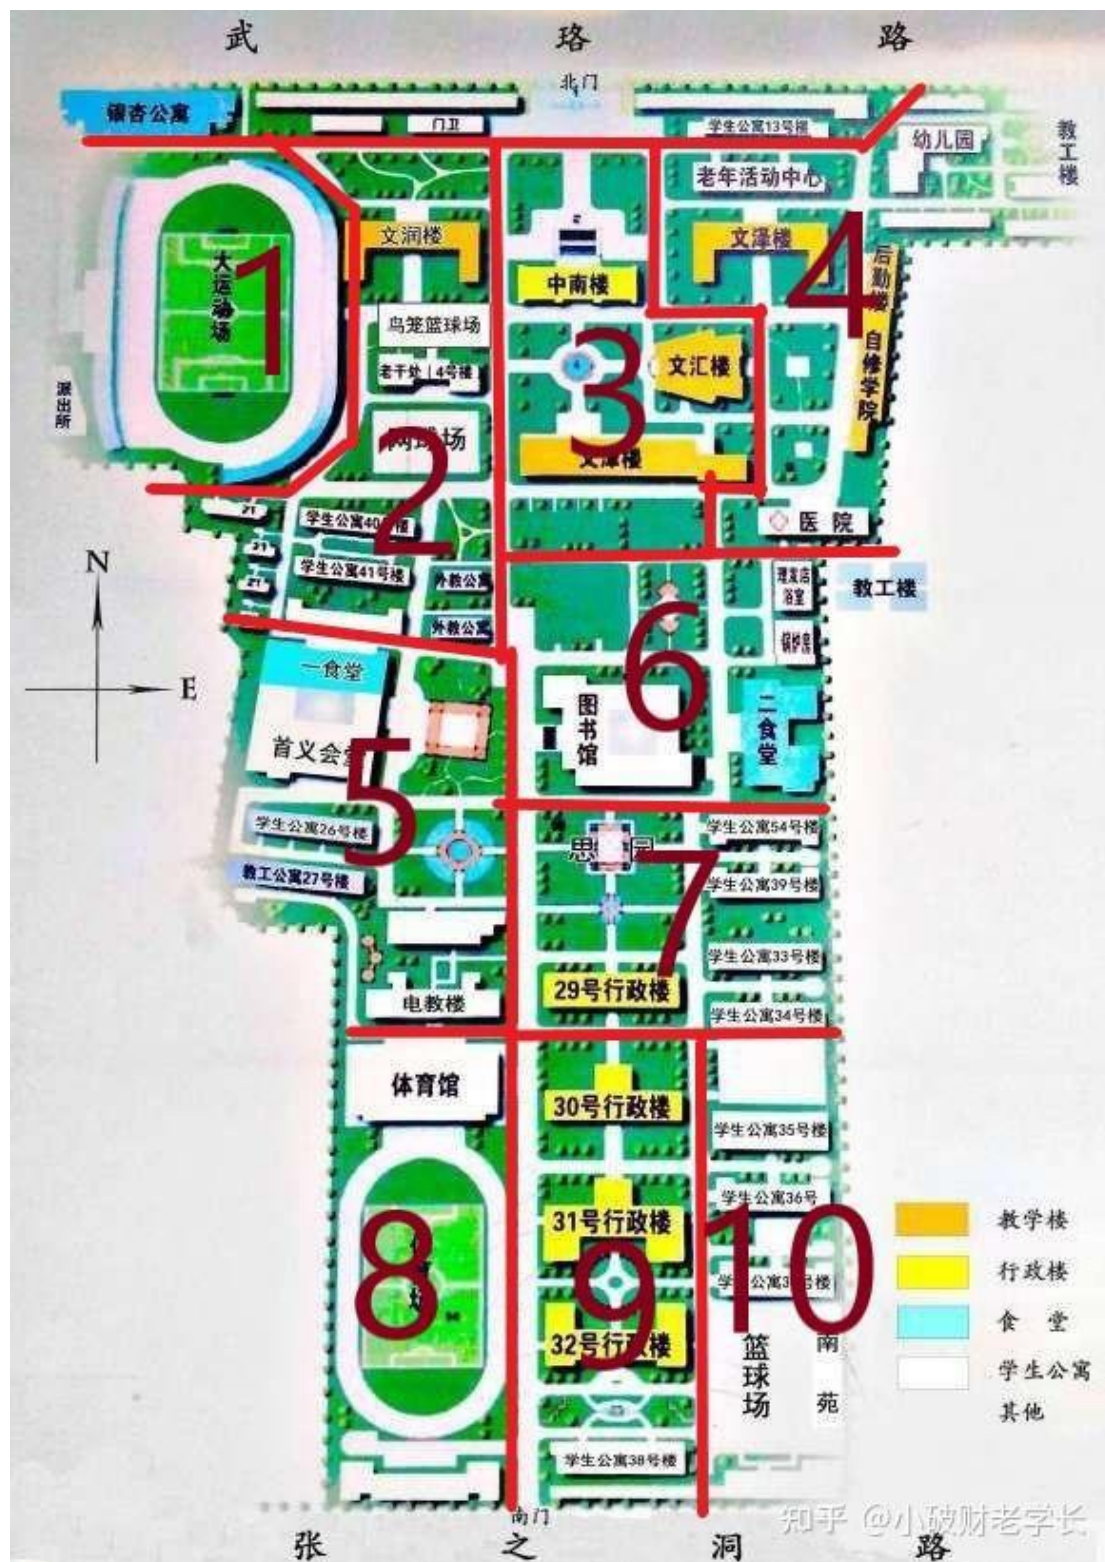 武 珞 路
北门
银杏公寓
门卫
学生公寓13号楼
幼儿园
教工楼
老年活动中心
文润楼
文泽楼
4
后勤楼
1
大运动场
中南楼
鸟笼篮球场
3
文汇楼
自修学院
老干处 14号楼
派出所
网球场
2
21
学生公寓40号楼
医院
21
学生公寓41号楼
外教公寓
理发店
浴室
教工楼
21
外教公寓
6
锅炉房
N
E
一食堂
图书馆
二食堂
首义会堂
5
学生公寓26号楼
学生公寓54号楼
思 园
7
教工公寓27号楼
学生公寓39号楼
学生公寓33号楼
29号行政楼
电教楼
学生公寓34号楼
体育馆
30号行政楼
学生公寓35号楼
学生公寓36号
教学楼
8
31号行政楼
10
行政楼
9
学生公寓3 号楼
32号行政楼
食 堂
篮球场
南苑
学生公寓
其他
学生公寓38号楼
南门
知乎 @小破财老学长
张 之 洞 路